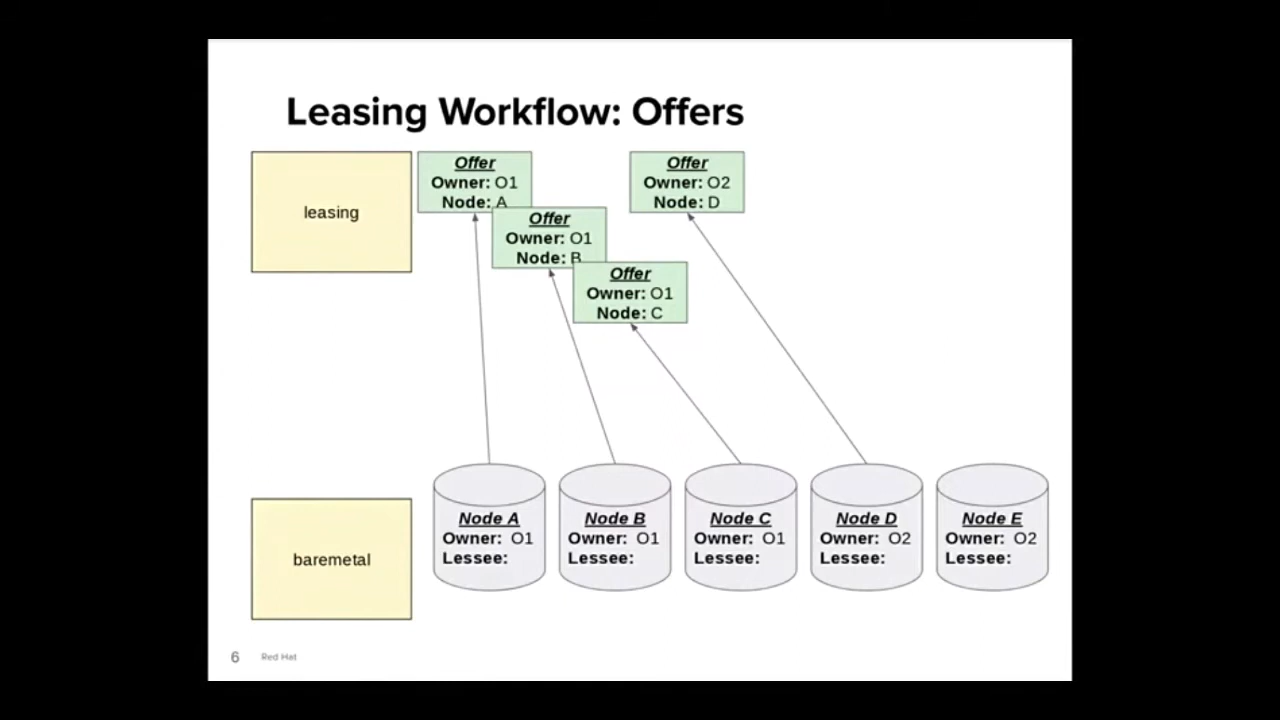 Leasing Workflow: Offers
leasing
Offer
Owner: O1
Node: A
Offer
Owner: O1
Node: B
Offer
Owner: O1
Node: C
Offer
Owner: O2
Node: D
baremetal
Node A
Owner: O1
Lessee:
Node B
Owner: O1
Lessee:
Node C
Owner: O1
Lessee:
Node D
Owner: O2
Lessee:
Node E
Owner: O2
Lessee:
6 Red Hat